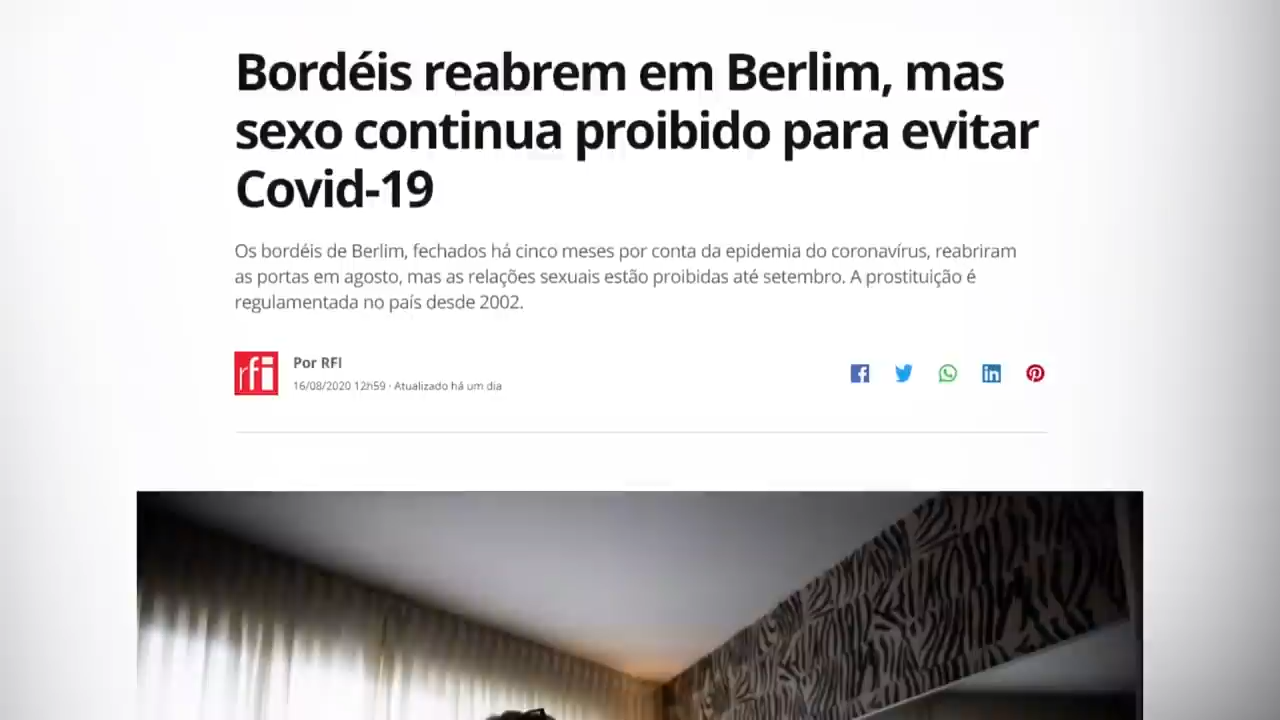 Bordéis reabrem em Berlim, mas
sexo continua proibido para evitar
Covid-19
Os bordéis de Berlim, fechados há cinco meses por conta da epidemia do coronavírus, reabriram
as portas em agosto, mas as relações sexuais estão proibidas até setembro. A prostituição é
regulamentada no país desde 2002.
rfi
Por RFI
16/08/2020 12h59 · Atualizado há um dia